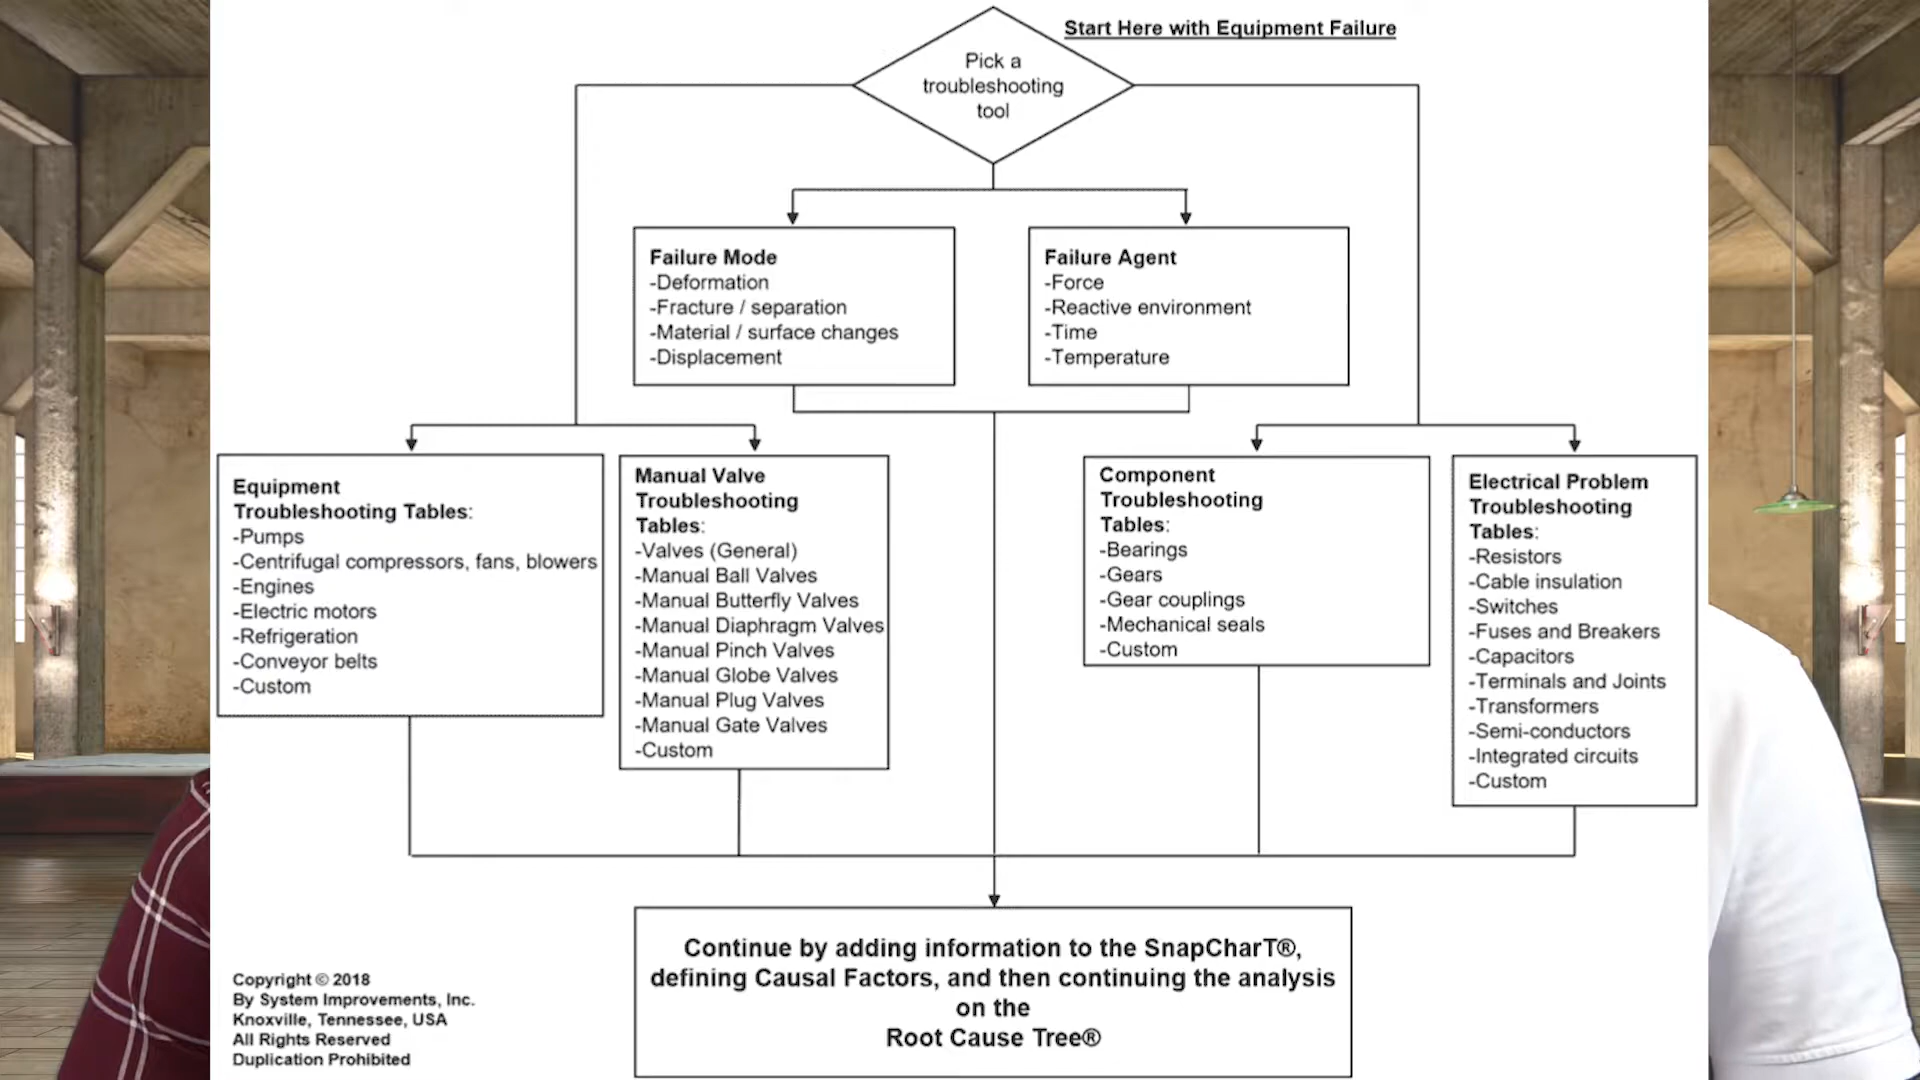 Start Here with Equipment Failure
Pick a
troubleshooting
tool
Failure Mode
-Deformation
-Fracture / separation
-Material / surface changes
-Displacement
Failure Agent
-Force
-Reactive environment
-Time
-Temperature
Equipment
Troubleshooting Tables:
-Pumps
-Centrifugal compressors, fans, blowers
-Engines
-Electric motors
-Refrigeration
-Conveyor belts
-Custom
Manual Valve
Troubleshooting
Tables:
-Valves (General)
-Manual Ball Valves
-Manual Butterfly Valves
-Manual Diaphragm Valves
-Manual Pinch Valves
-Manual Globe Valves
-Manual Plug Valves
-Manual Gate Valves
-Custom
Component
Troubleshooting
Tables:
-Bearings
-Gears
-Gear couplings
-Mechanical seals
-Custom
Electrical Problem
Troubleshooting
Tables:
-Resistors
-Cable insulation
-Switches
-Fuses and Breakers
-Capacitors
-Terminals and Joints
-Transformers
-Semi-conductors
-Integrated circuits
-Custom
Continue by adding information to the SnapCharT®,
defining Causal Factors, and then continuing the analysis
on the
Root Cause Tree®
Copyright © 2018
By System Improvements, Inc.
Knoxville, Tennessee, USA
All Rights Reserved
Duplication Prohibited